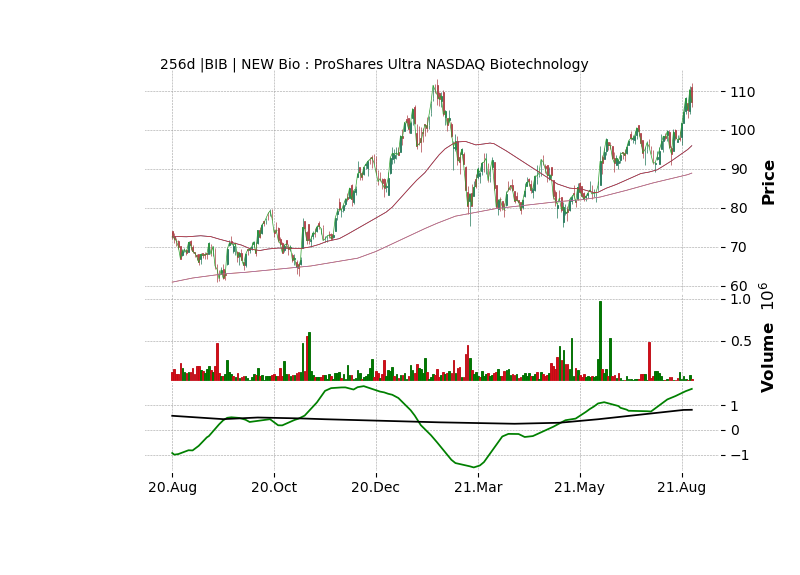 256d |BIB | NEW Bio : ProShares Ultra NASDAQ Biotechnology
110
100
90
80
70
60
Price
1.0
0.5
Volume 10^6
1
0
−1
20.Aug 20.Oct 20.Dec 21.Mar 21.May 21.Aug